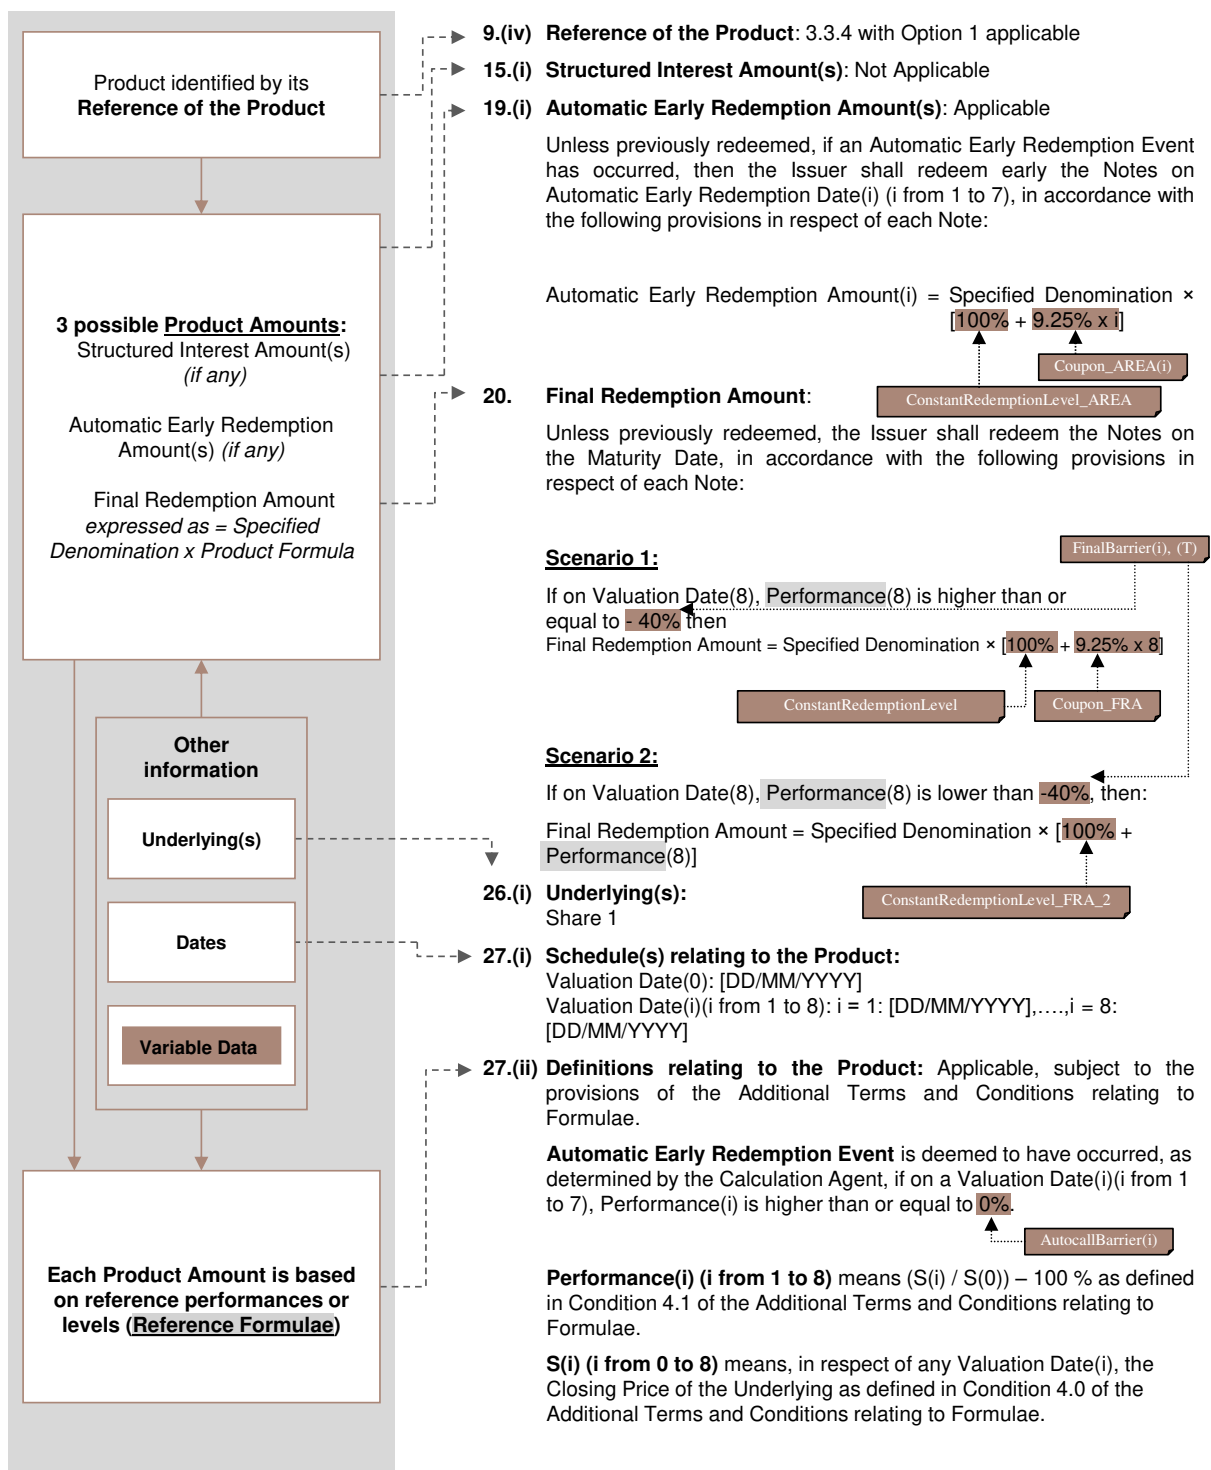 Product identified by its
Reference of the Product
3 possible Product Amounts:
Structured Interest Amount(s)
(if any)
Automatic Early Redemption
Amount(s) (if any)
Final Redemption Amount
expressed as = Specified
Denomination x Product Formula
Other
information
Underlying(s)
Dates
Variable Data
Each Product Amount is based
on reference performances or
levels (Reference Formulae)
9.(iv) Reference of the Product: 3.3.4 with Option 1 applicable
15.(i) Structured Interest Amount(s): Not Applicable
19.(i) Automatic Early Redemption Amount(s): Applicable
Unless previously redeemed, if an Automatic Early Redemption Event
has occurred, then the Issuer shall redeem early the Notes on
Automatic Early Redemption Date(i) (i from 1 to 7), in accordance with
the following provisions in respect of each Note:
Automatic Early Redemption Amount(i) = Specified Denomination ×
[100% + 9.25% x i]
Coupon_AREA(i)
ConstantRedemptionLevel_AREA
20. Final Redemption Amount:
Unless previously redeemed, the Issuer shall redeem the Notes on
the Maturity Date, in accordance with the following provisions in
respect of each Note:
FinalBarrier(i), (T)
Scenario 1:
If on Valuation Date(8), Performance(8) is higher than or
equal to - 40% then
Final Redemption Amount = Specified Denomination × [100% + 9.25% x 8]
ConstantRedemptionLevel
Coupon_FRA
Scenario 2:
If on Valuation Date(8), Performance(8) is lower than -40%, then:
Final Redemption Amount = Specified Denomination × [100% +
Performance(8)]
ConstantRedemptionLevel_FRA_2
26.(i) Underlying(s):
Share 1
27.(i) Schedule(s) relating to the Product:
Valuation Date(0): [DD/MM/YYYY]
Valuation Date(i)(i from 1 to 8): i = 1: [DD/MM/YYYY],....,i = 8:
[DD/MM/YYYY]
27.(ii) Definitions relating to the Product: Applicable, subject to the
provisions of the Additional Terms and Conditions relating to
Formulae.
Automatic Early Redemption Event is deemed to have occurred, as
determined by the Calculation Agent, if on a Valuation Date(i)(i from 1
to 7), Performance(i) is higher than or equal to 0%.
AutocallBarrier(i)
Performance(i) (i from 1 to 8) means (S(i) / S(0)) – 100 % as defined
in Condition 4.1 of the Additional Terms and Conditions relating to
Formulae.
S(i) (i from 0 to 8) means, in respect of any Valuation Date(i), the
Closing Price of the Underlying as defined in Condition 4.0 of the
Additional Terms and Conditions relating to Formulae.